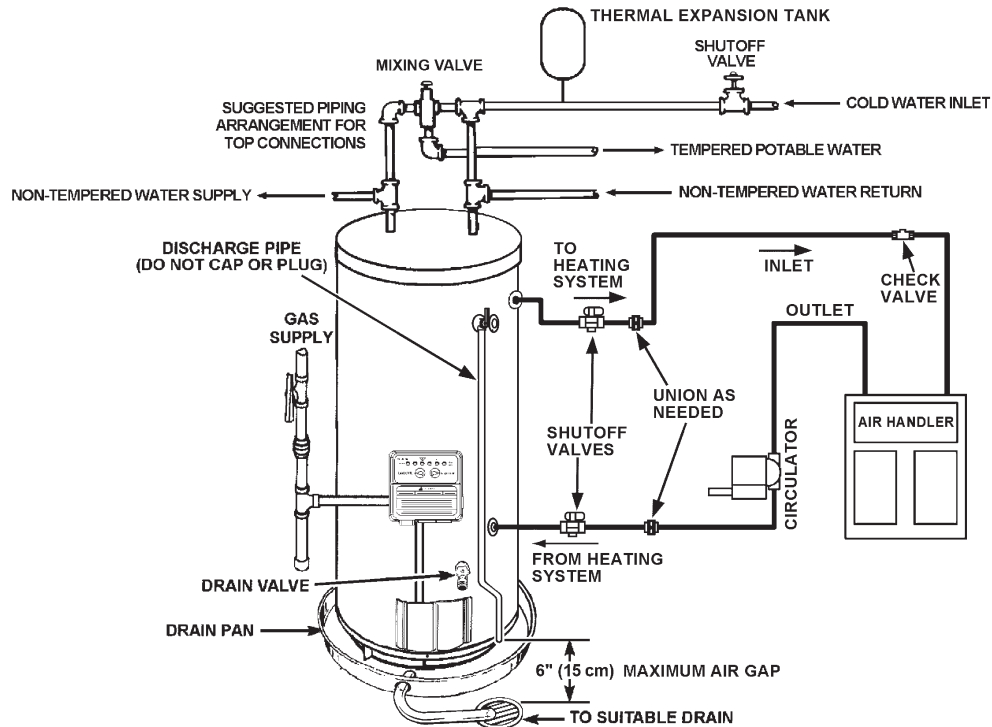 THERMAL EXPANSION TANK
SHUTOFF
VALVE
MIXING VALVE
SUGGESTED PIPING
ARRANGEMENT FOR
TOP CONNECTIONS
COLD WATER INLET
TEMPERED POTABLE WATER
NON-TEMPERED WATER SUPPLY
NON-TEMPERED WATER RETURN
DISCHARGE PIPE
(DO NOT CAP OR PLUG)
TO
HEATING
SYSTEM
INLET
CHECK
VALVE
GAS
SUPPLY
OUTLET
UNION AS
NEEDED
AIR HANDLER
SHUTOFF
VALVES
CIRCULATOR
FROM HEATING
SYSTEM
DRAIN VALVE
DRAIN PAN
6" (15 cm) MAXIMUM AIR GAP
TO SUITABLE DRAIN